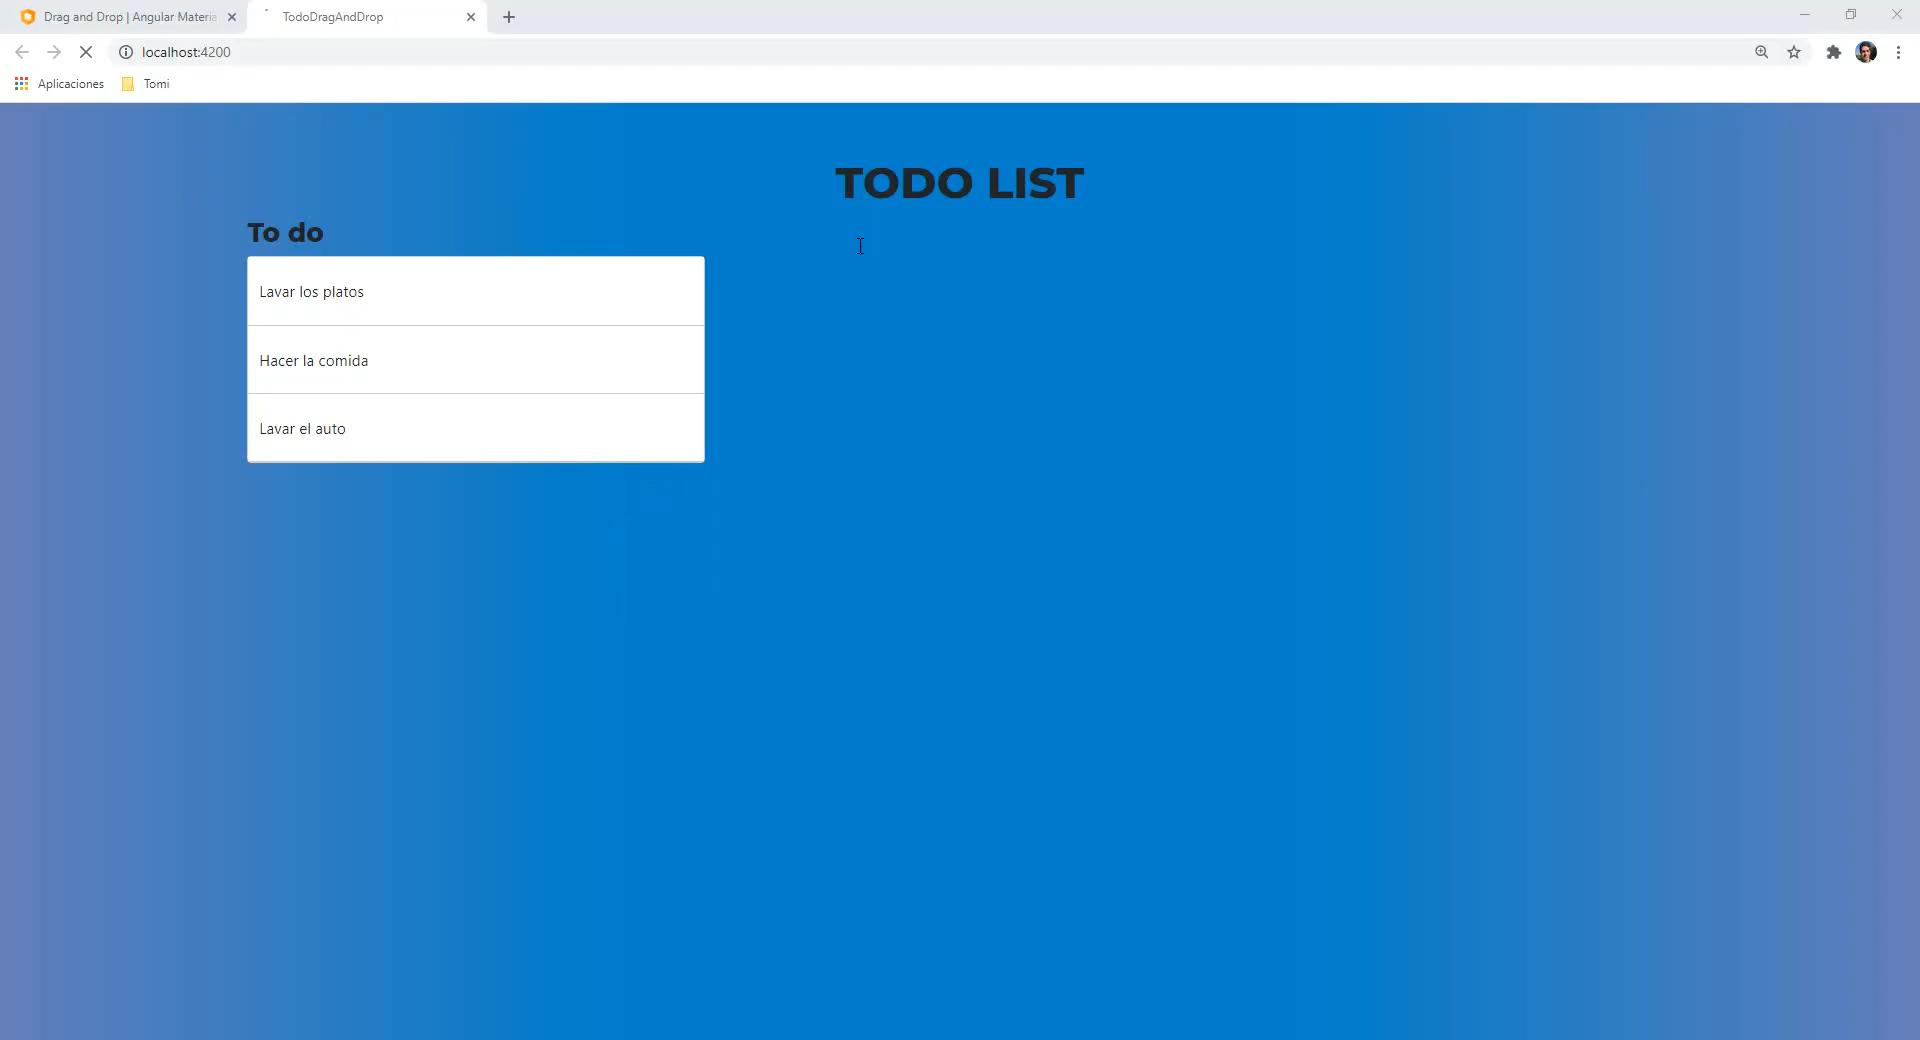 Drag and Drop | Angular Materia
TodoDragAndDrop
localhost:4200
Aplicaciones
Tomi
TODO LIST
To do
Lavar los platos
Hacer la comida
Lavar el auto